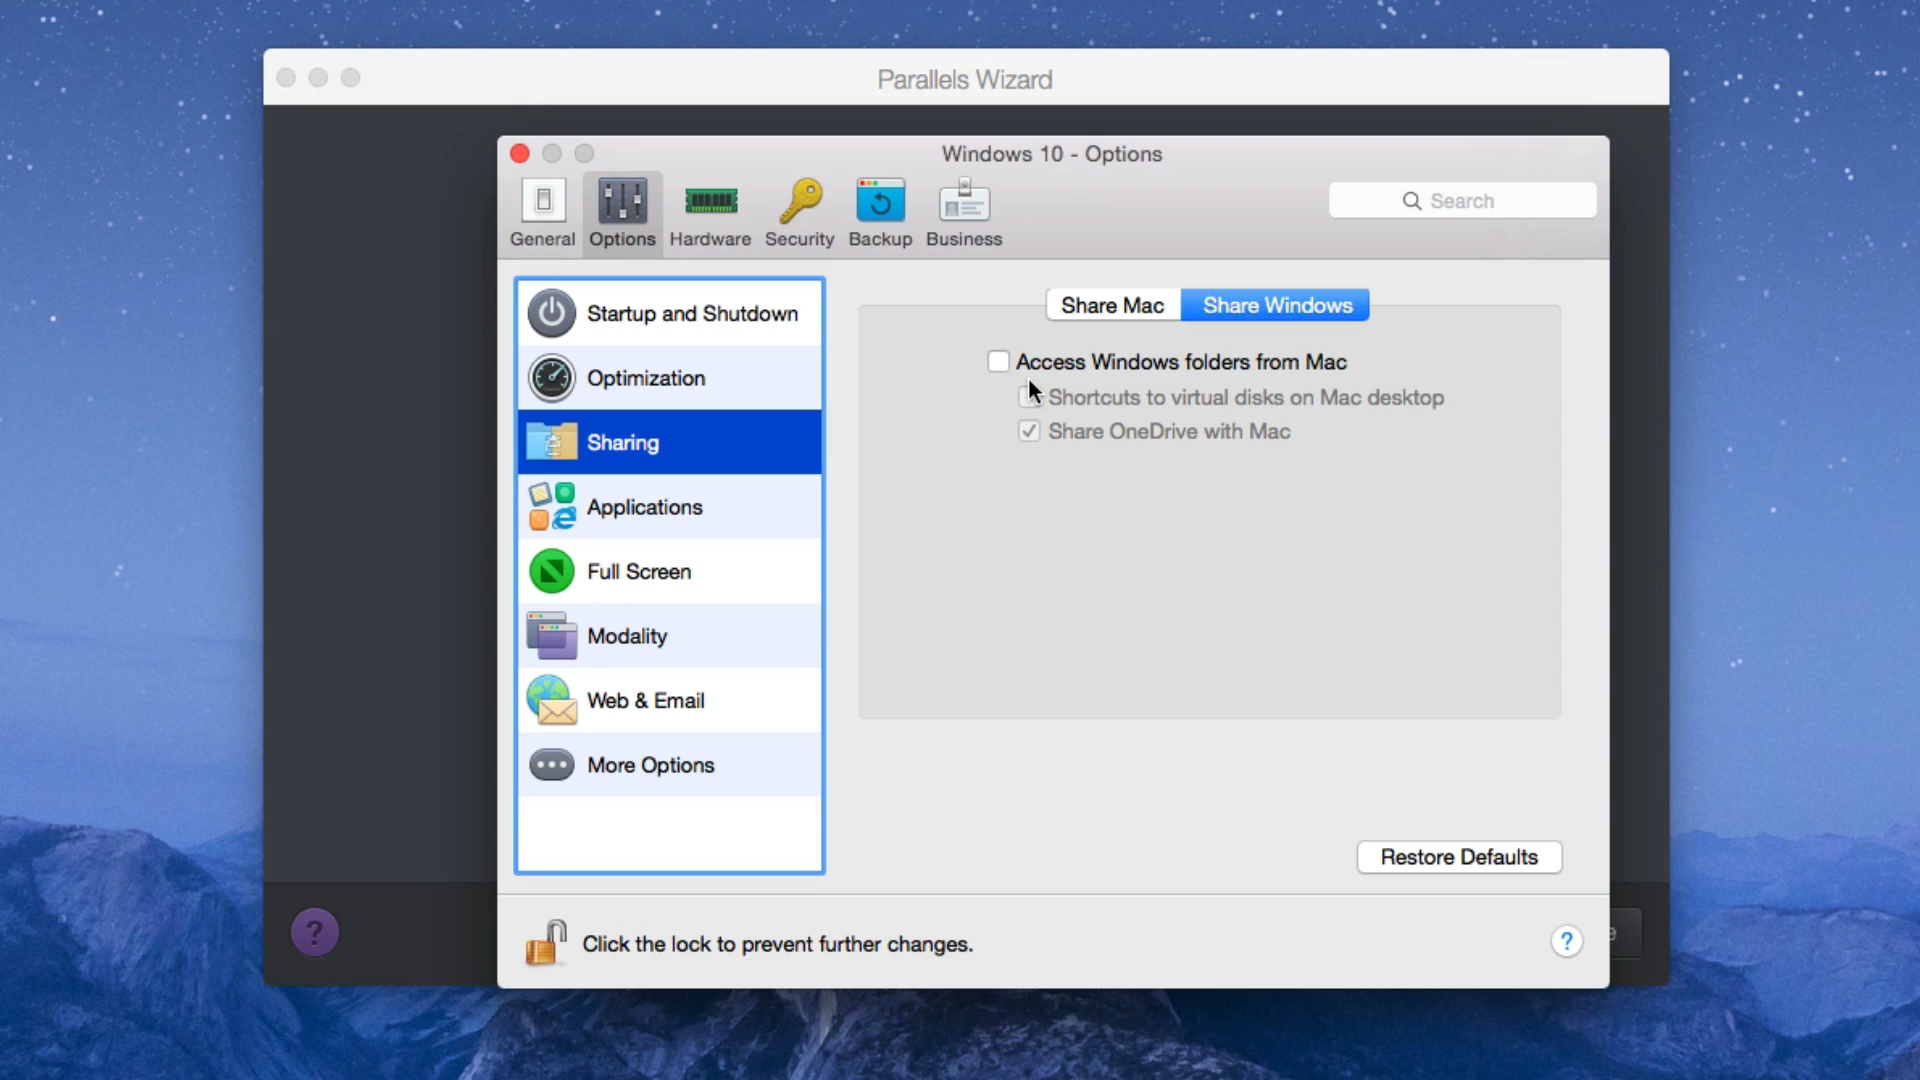 Parallels Wizard
Windows 10 - Options
General Options Hardware Security Backup Business
Search
Startup and Shutdown
Optimization
Sharing
Applications
Full Screen
Modality
Web & Email
More Options
Share Mac Share Windows
Access Windows folders from Mac
Shortcuts to virtual disks on Mac desktop
Share OneDrive with Mac
Restore Defaults
Click the lock to prevent further changes.
?
?
e